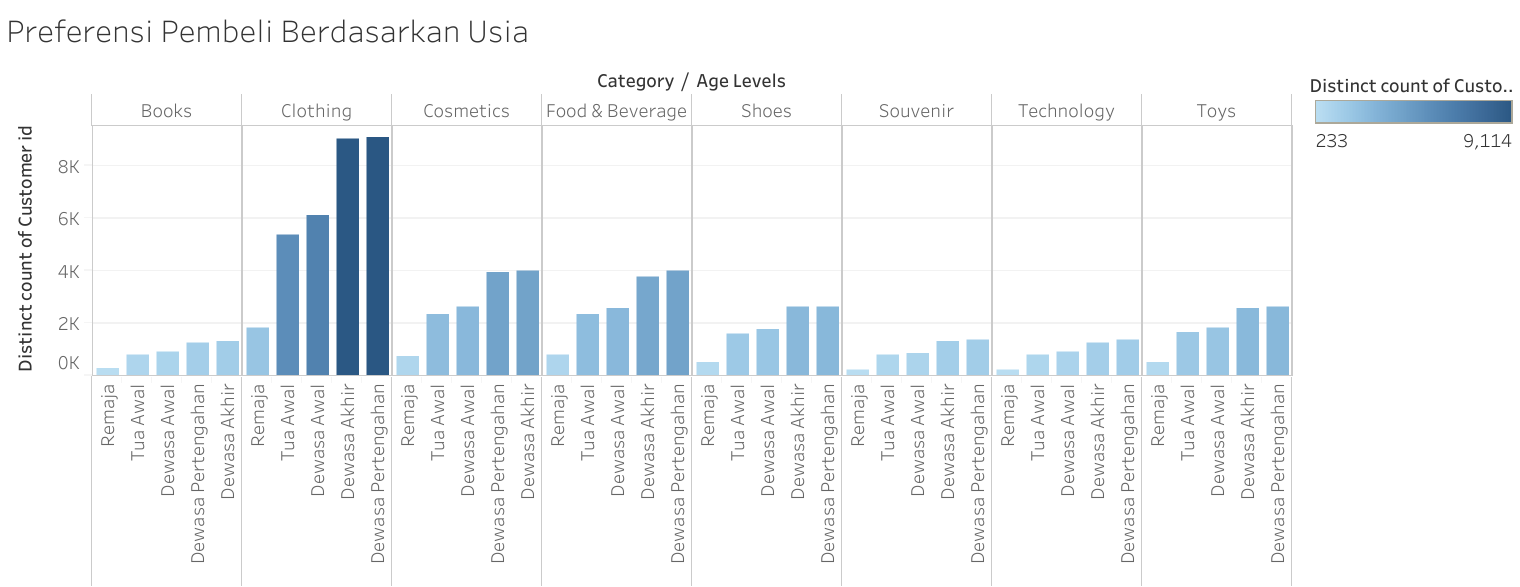 Preferensi Pembeli Berdasarkan Usia
Category / Age Levels
Books Clothing Cosmetics Food & Beverage Shoes Souvenir Technology Toys
Distinct count of Customer id
8K
6K
4K
2K
0K
Remaja Tua Awal Dewasa Awal Dewasa Pertengahan Dewasa Akhir
Remaja Tua Awal Dewasa Awal Dewasa Akhir Dewasa Pertengahan
Remaja Tua Awal Dewasa Awal Dewasa Pertengahan Dewasa Akhir
Remaja Tua Awal Dewasa Awal Dewasa Akhir Dewasa Pertengahan
Remaja Tua Awal Dewasa Awal Dewasa Akhir Dewasa Pertengahan
Remaja Tua Awal Dewasa Awal Dewasa Akhir Dewasa Pertengahan
Remaja Tua Awal Dewasa Awal Dewasa Akhir Dewasa Pertengahan
Remaja Tua Awal Dewasa Awal Dewasa Akhir Dewasa Pertengahan
Distinct count of Custo..
233 9,114